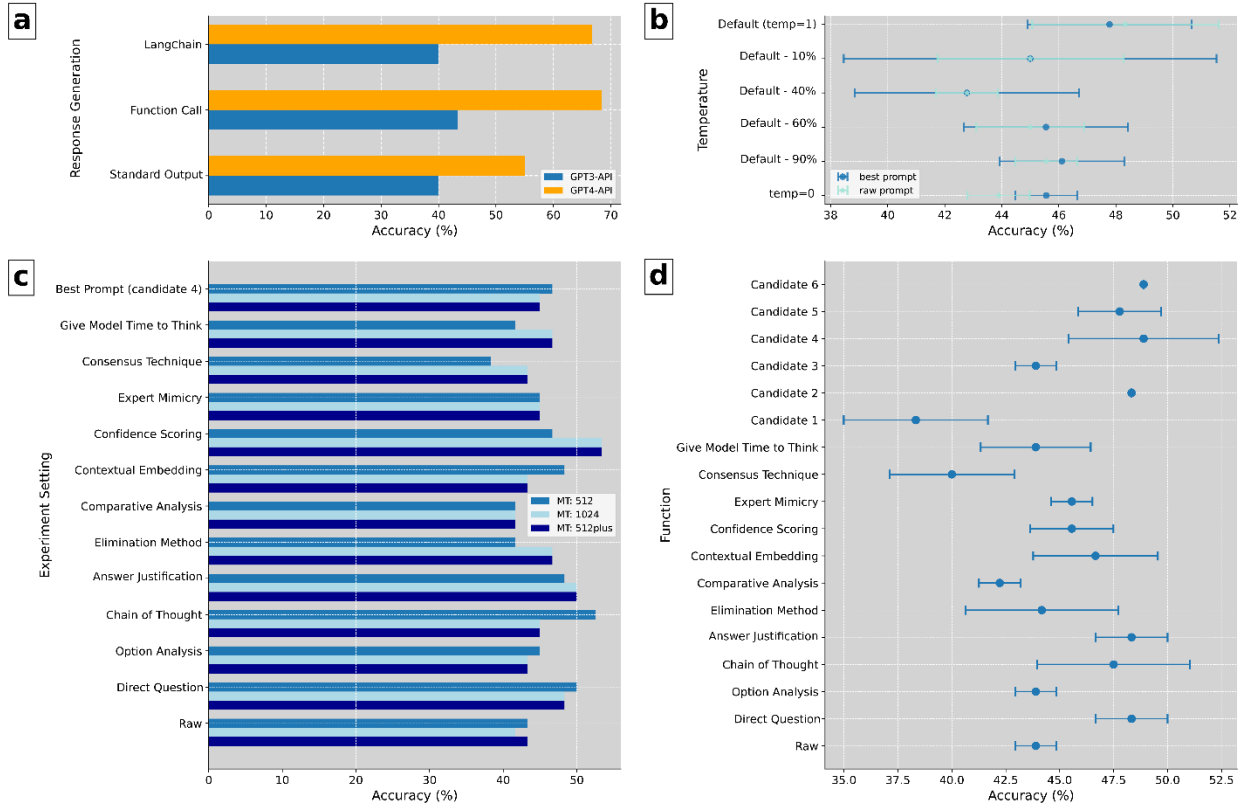 a
Response Generation
LangChain
Function Call
Standard Output
GPT3-API
GPT4-API
0 10 20 30 40 50 60 70
Accuracy (%)
b
Temperature
Default (temp=1)
Default - 10%
Default - 40%
Default - 60%
Default - 90%
temp=0
best prompt
raw prompt
38 40 42 44 46 48 50 52
Accuracy (%)
c
Experiment Setting
Best Prompt (candidate 4)
Give Model Time to Think
Consensus Technique
Expert Mimicry
Confidence Scoring
Contextual Embedding
Comparative Analysis
Elimination Method
Answer Justification
Chain of Thought
Option Analysis
Direct Question
Raw
MT: 512
MT: 1024
MT: 512plus
0 10 20 30 40 50
Accuracy (%)
d
Function
Candidate 6
Candidate 5
Candidate 4
Candidate 3
Candidate 2
Candidate 1
Give Model Time to Think
Consensus Technique
Expert Mimicry
Confidence Scoring
Contextual Embedding
Comparative Analysis
Elimination Method
Answer Justification
Chain of Thought
Option Analysis
Direct Question
Raw
35.0 37.5 40.0 42.5 45.0 47.5 50.0 52.5
Accuracy (%)